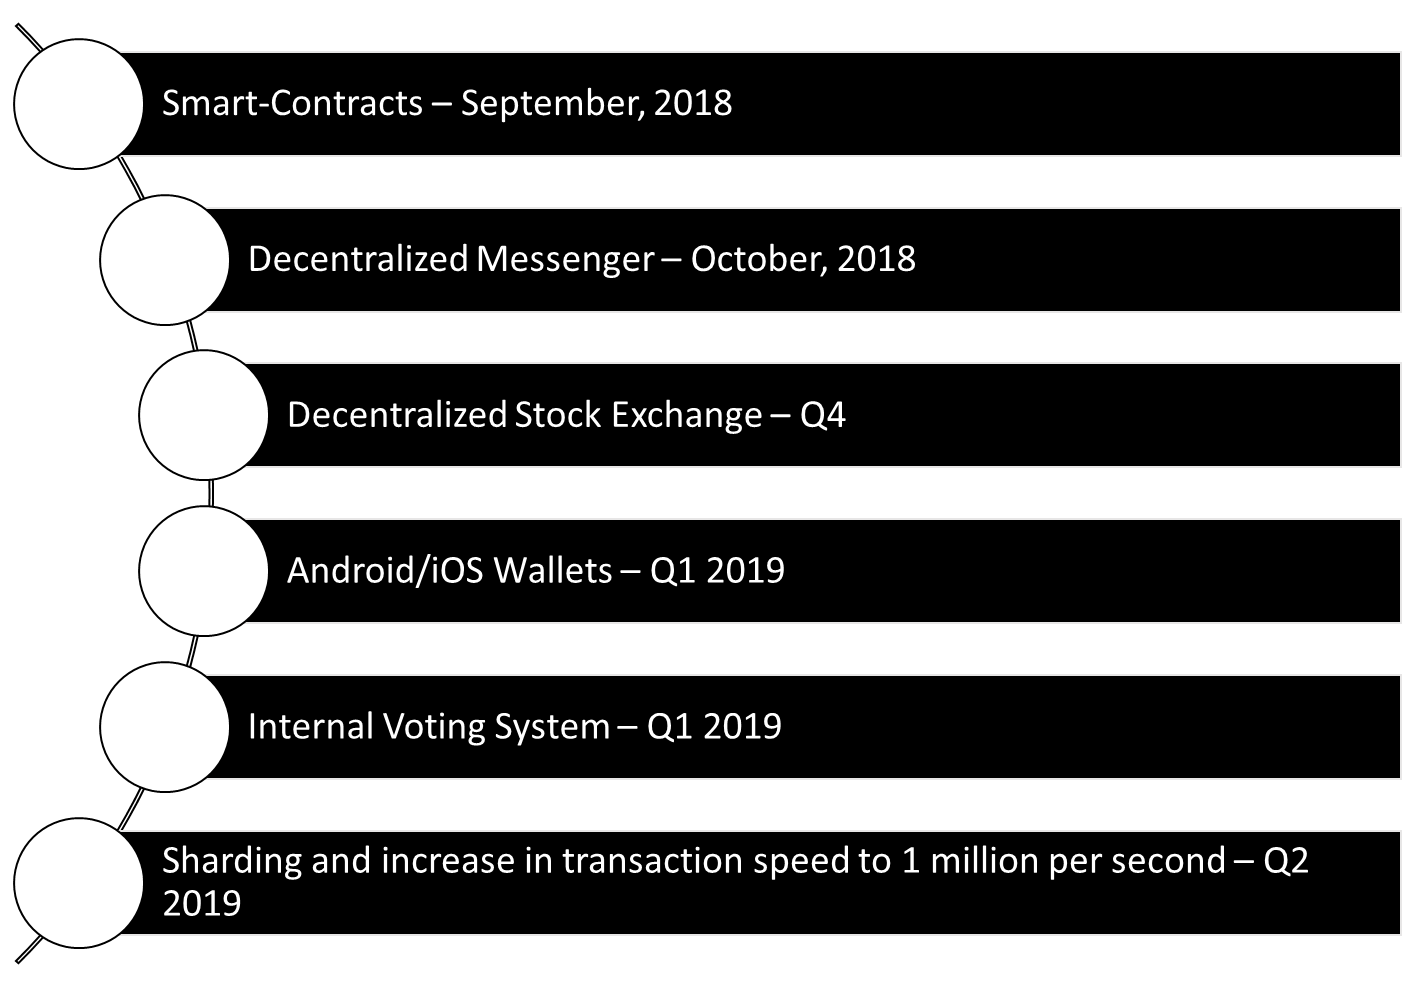 Smart-Contracts – September, 2018
Decentralized Messenger – October, 2018
Decentralized Stock Exchange – Q4
Android/iOS Wallets – Q1 2019
Internal Voting System – Q1 2019
Sharding and increase in transaction speed to 1 million per second – Q2
2019